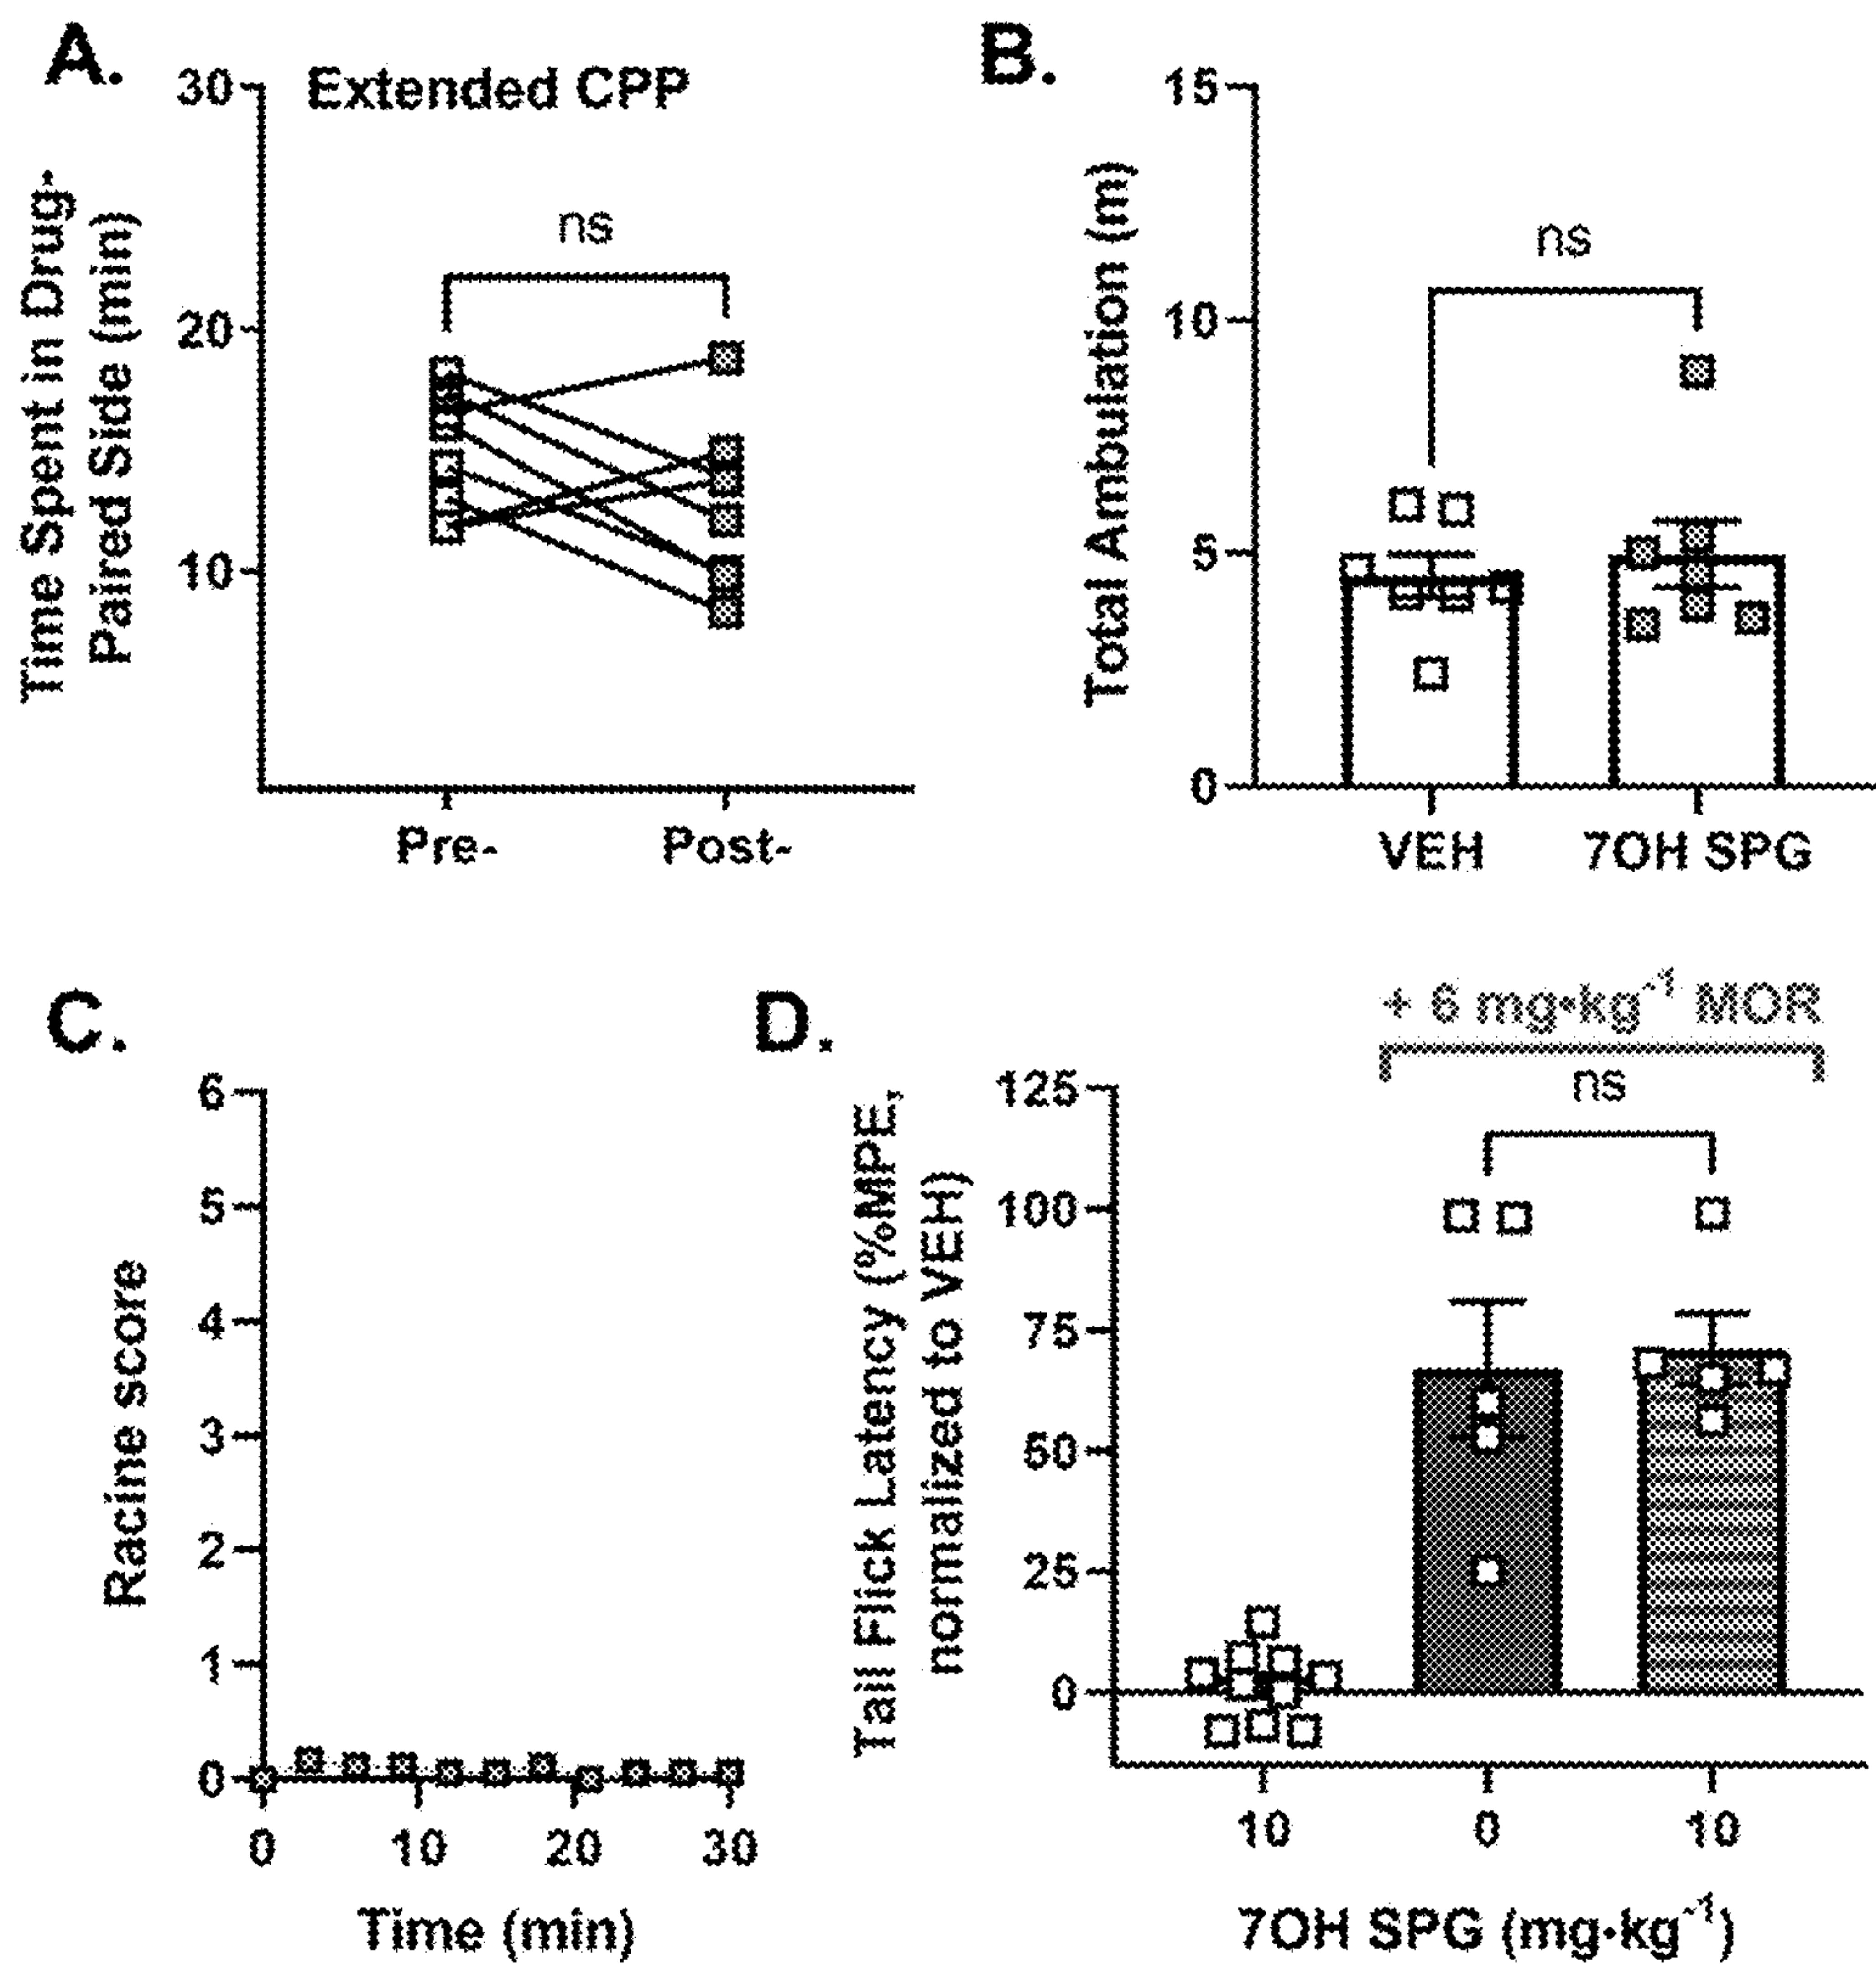 A.
Extended CPP
30
20
10
Time Spent in Drug-
Paired Side (min)
ns
Pre-
Post-
B.
15
10
5
0
Total Ambulation (m)
ns
VEH
7OH SPG
C.
6
5
4
3
2
1
0
Racine score
0
10
20
30
Time (min)
D.
+ 6 mg·kg⁻¹ MOR
ns
125
100
75
50
25
0
Tail Flick Latency (%MPE,
normalized to VEH)
10
0
10
7OH SPG (mg·kg⁻¹)